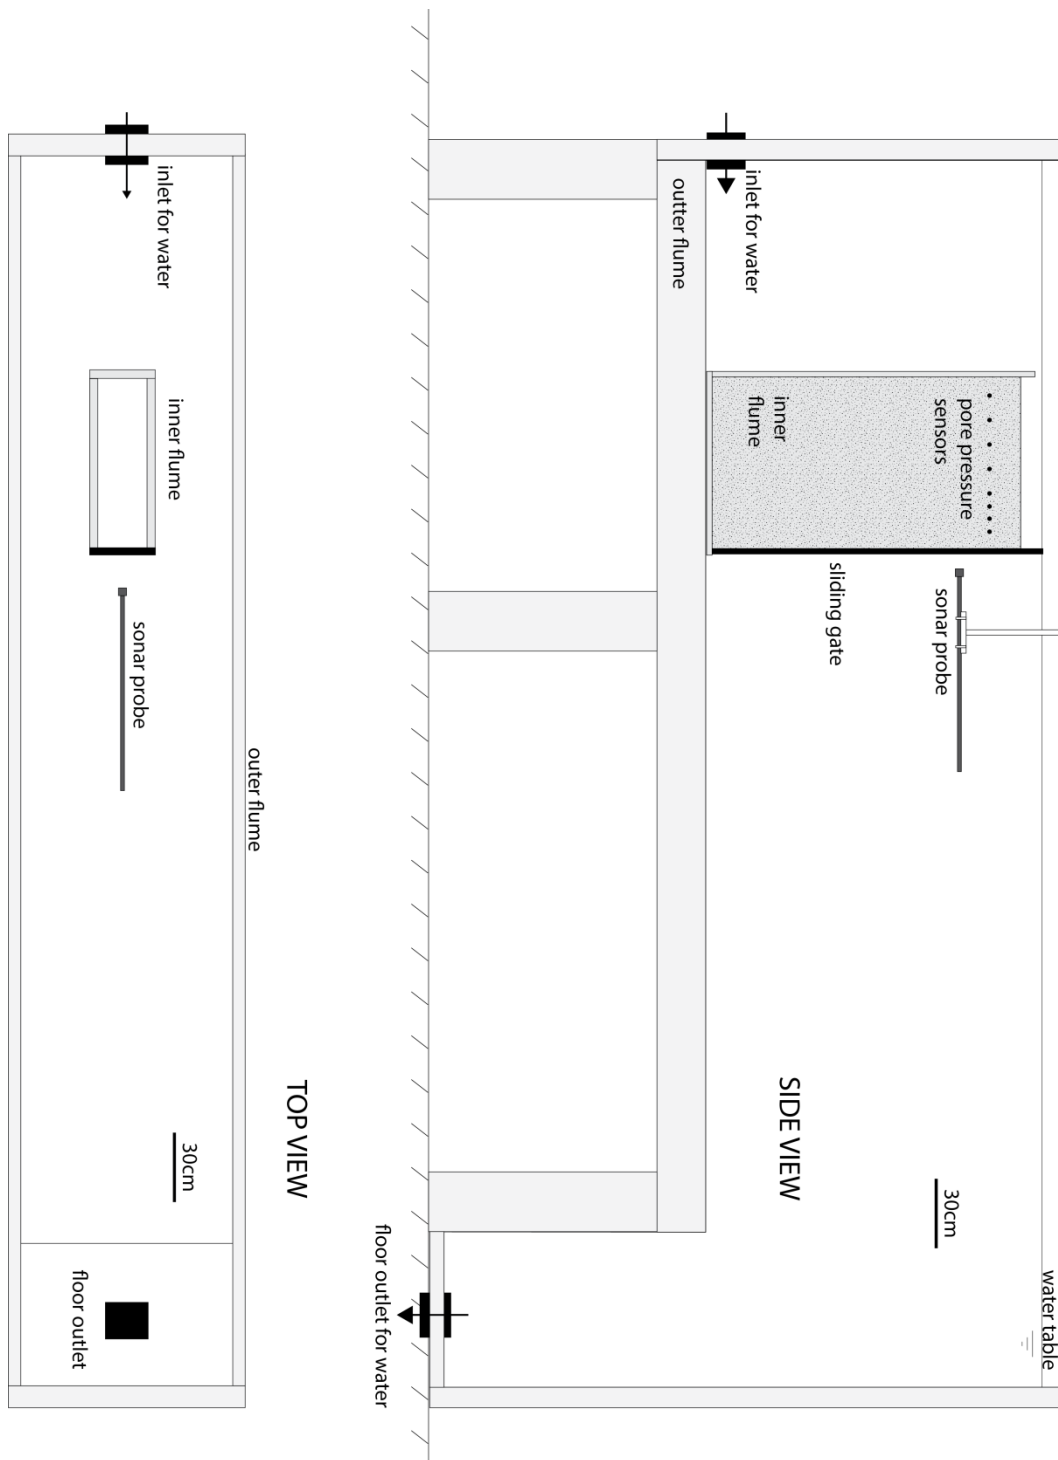 SIDE VIEW
water table
30cm
inlet for water
outter flume
pore pressure
sensors
inner
flume
sliding gate
sonar probe
floor outlet for water
TOP VIEW
inlet for water
inner flume
sonar probe
outer flume
30cm
floor outlet